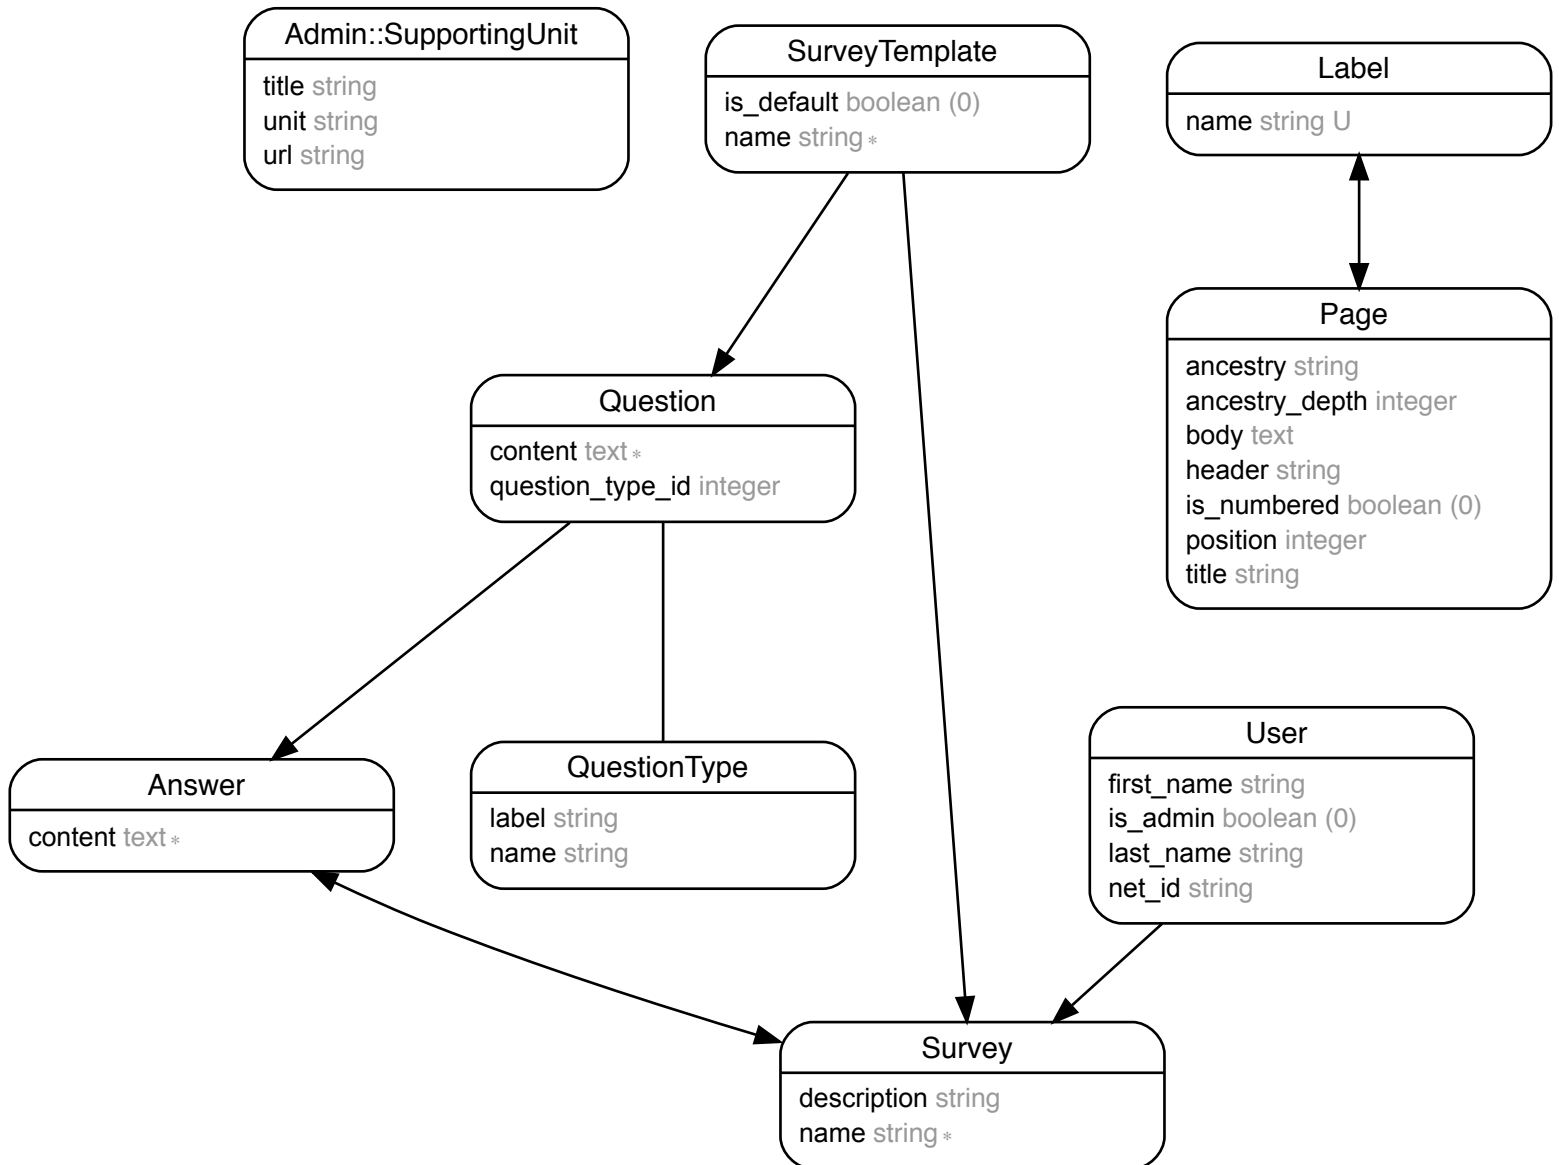 Admin::SupportingUnit
title string
unit string
url string
SurveyTemplate
is_default boolean (0)
name string *
Label
name string U
Question
content text *
question_type_id integer
Page
ancestry string
ancestry_depth integer
body text
header string
is_numbered boolean (0)
position integer
title string
Answer
content text *
QuestionType
label string
name string
User
first_name string
is_admin boolean (0)
last_name string
net_id string
Survey
description string
name string *